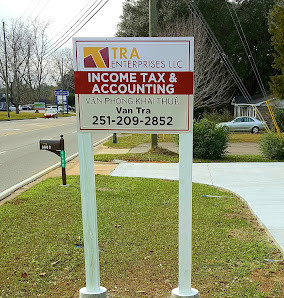 TRA
ENTERPRISES LLC
INCOME TAX &
ACCOUNTING
VĂN PHÒNG KHAI THUẾ
Van Tra
251-209-2852